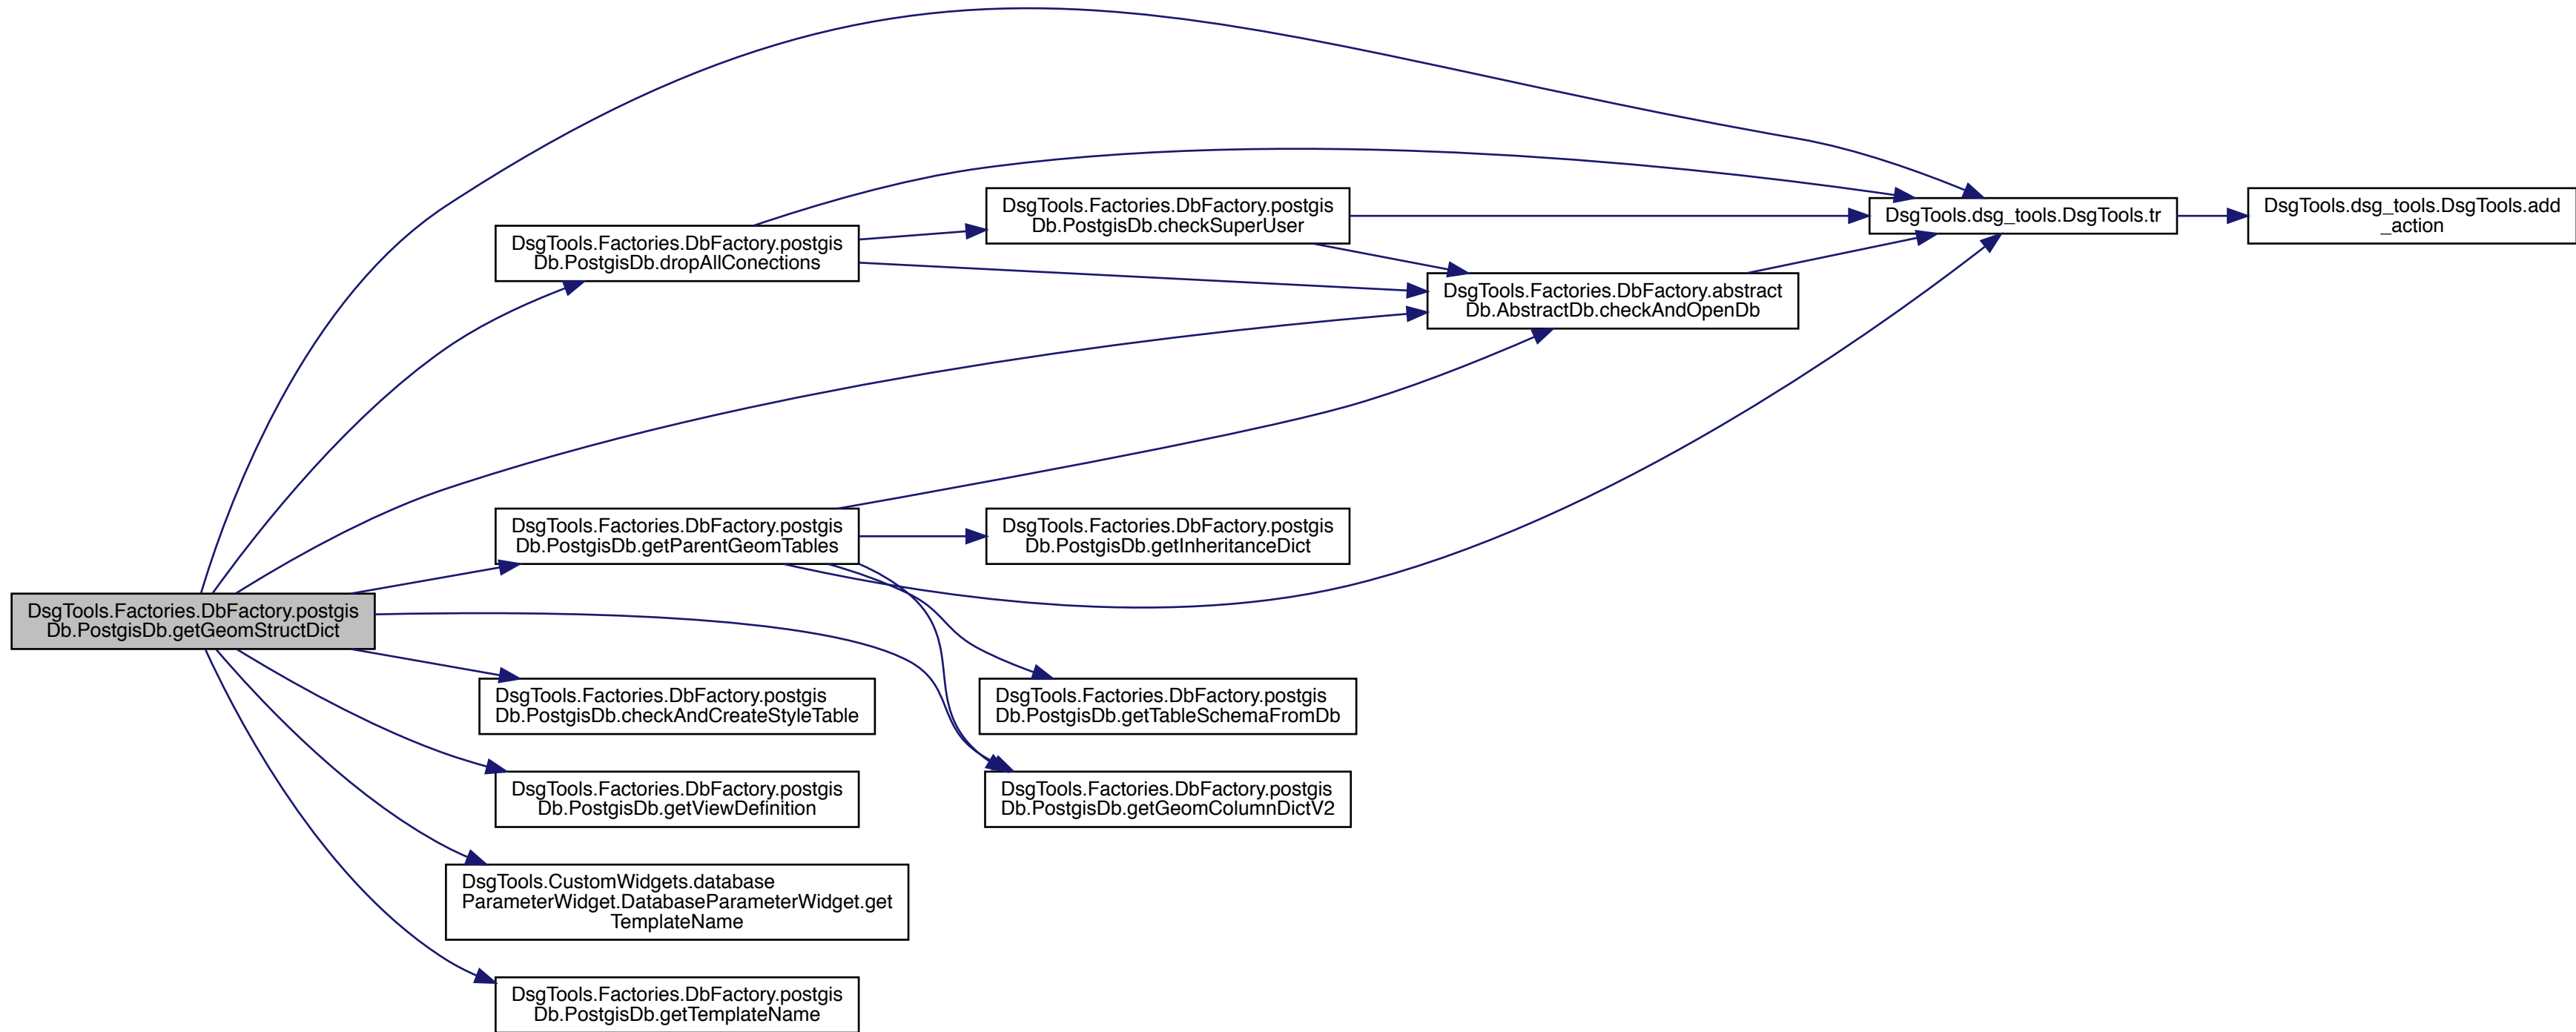 DsgTools.Factories.DbFactory.postgis
Db.PostgisDb.getGeomStructDict
DsgTools.Factories.DbFactory.postgis
Db.PostgisDb.dropAllConections
DsgTools.Factories.DbFactory.postgis
Db.PostgisDb.checkSuperUser
DsgTools.Factories.DbFactory.abstract
Db.AbstractDb.checkAndOpenDb
DsgTools.dsg_tools.DsgTools.tr
DsgTools.dsg_tools.DsgTools.add
_action
DsgTools.Factories.DbFactory.postgis
Db.PostgisDb.getParentGeomTables
DsgTools.Factories.DbFactory.postgis
Db.PostgisDb.getInheritanceDict
DsgTools.Factories.DbFactory.postgis
Db.PostgisDb.getTableSchemaFromDb
DsgTools.Factories.DbFactory.postgis
Db.PostgisDb.getGeomColumnDictV2
DsgTools.Factories.DbFactory.postgis
Db.PostgisDb.checkAndCreateStyleTable
DsgTools.Factories.DbFactory.postgis
Db.PostgisDb.getViewDefinition
DsgTools.CustomWidgets.database
ParameterWidget.DatabaseParameterWidget.get
TemplateName
DsgTools.Factories.DbFactory.postgis
Db.PostgisDb.getTemplateName